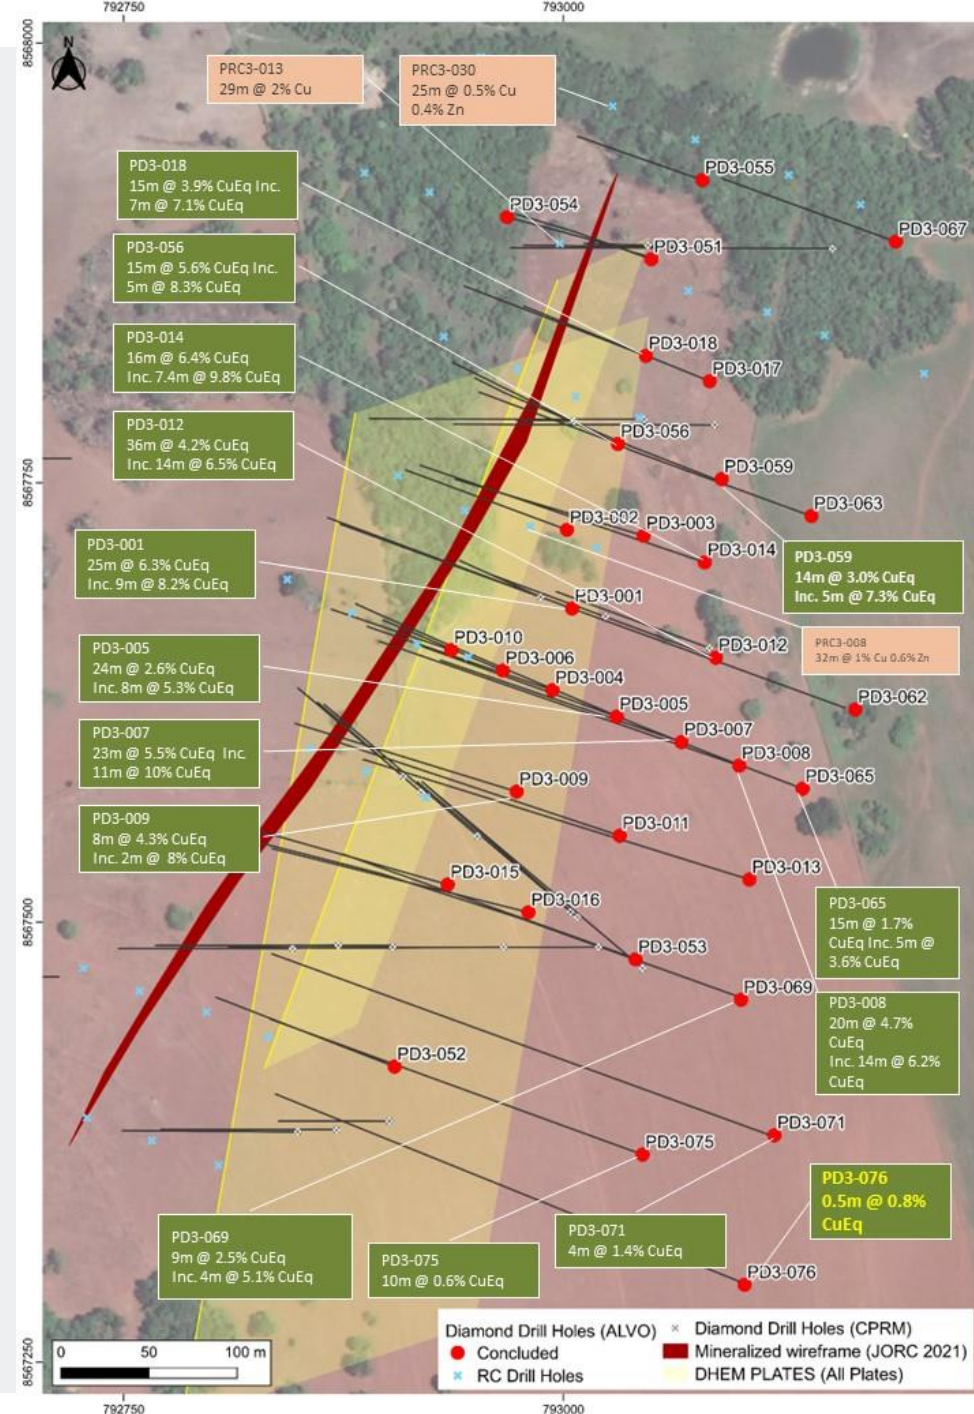 792750
793000
8568000
N
PRC3-013
29m @ 2% Cu
PRC3-030
25m @ 0.5% Cu
0.4% Zn
PD3-018
15m @ 3.9% CuEq Inc.
7m @ 7.1% CuEq
PD3-055
PD3-054
PD3-067
PD3-051
PD3-056
15m @ 5.6% CuEq Inc.
5m @ 8.3% CuEq
PD3-014
16m @ 6.4% CuEq
Inc. 7.4m @ 9.8% CuEq
PD3-018
PD3-017
PD3-012
36m @ 4.2% CuEq
Inc. 14m @ 6.5% CuEq
PD3-056
8567750
PD3-059
PD3-063
PD3-002
PD3-003
PD3-014
PD3-001
25m @ 6.3% CuEq
Inc. 9m @ 8.2% CuEq
PD3-059
14m @ 3.0% CuEq
Inc. 5m @ 7.3% CuEq
PD3-001
PD3-010
PD3-012
PRC3-008
32m @ 1% Cu 0.6% Zn
PD3-005
24m @ 2.6% CuEq
Inc. 8m @ 5.3% CuEq
PD3-006
PD3-004
PD3-005
PD3-062
PD3-007
23m @ 5.5% CuEq Inc.
11m @ 10% CuEq
PD3-007
PD3-008
PD3-065
PD3-009
PD3-009
8m @ 4.3% CuEq
Inc. 2m @ 8% CuEq
PD3-011
PD3-013
PD3-015
PD3-016
8567500
PD3-065
15m @ 1.7%
CuEq Inc. 5m @
3.6% CuEq
PD3-053
PD3-069
PD3-008
20m @ 4.7%
CuEq
Inc. 14m @ 6.2%
CuEq
PD3-052
PD3-071
PD3-075
PD3-076
0.5m @ 0.8%
CuEq
PD3-069
9m @ 2.5% CuEq
Inc. 4m @ 5.1% CuEq
PD3-075
10m @ 0.6% CuEq
PD3-071
4m @ 1.4% CuEq
PD3-076
8567250
0 50 100 m
Diamond Drill Holes (ALVO)
Concluded
RC Drill Holes
Diamond Drill Holes (CPRM)
Mineralized wireframe (JORC 2021)
DHEM PLATES (All Plates)
792750
793000